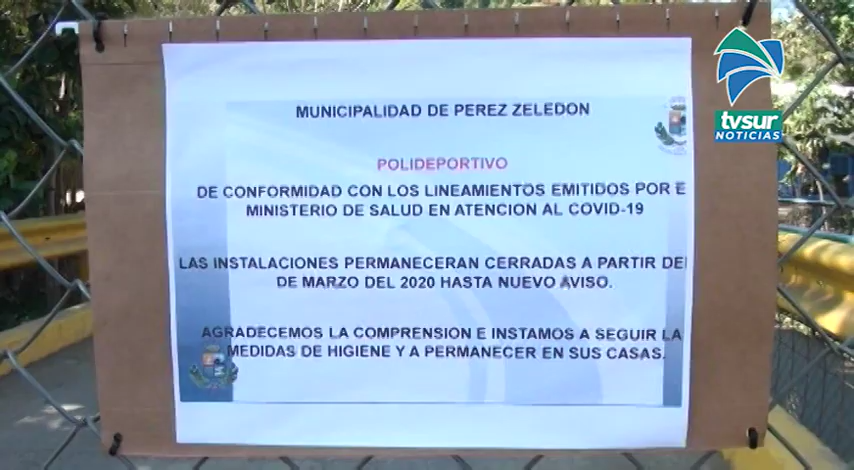 MUNICIPALIDAD DE PEREZ ZELEDON
POLIDEPORTIVO
DE CONFORMIDAD CON LOS LINEAMIENTOS EMITIDOS POR E
MINISTERIO DE SALUD EN ATENCION AL COVID-19
LAS INSTALACIONES PERMANECERAN CERRADAS A PARTIR DE
DE MARZO DEL 2020 HASTA NUEVO AVISO.
AGRADECEMOS LA COMPRENSION E INSTAMOS A SEGUIR LA
MEDIDAS DE HIGIENE Y A PERMANECER EN SUS CASAS.
tvsur
NOTICIAS